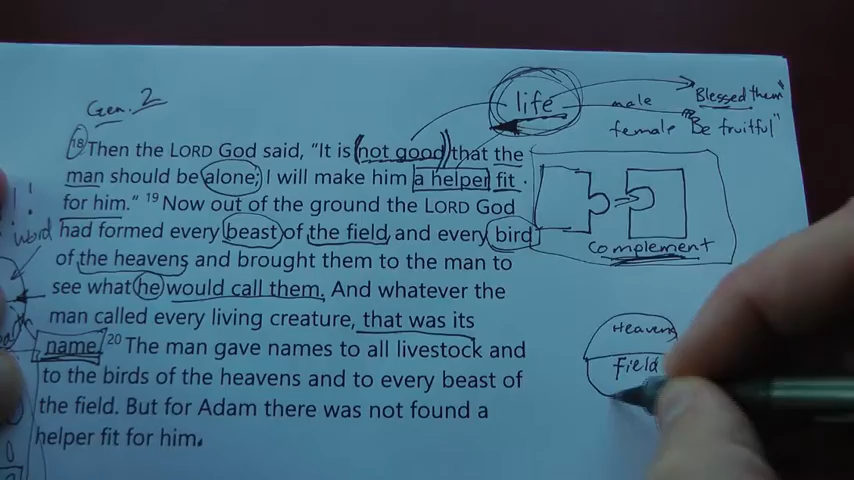 Gen. 2
life
male
female
"Blessed them"
"Be fruitful"
18 Then the LORD God said, "It is not good that the
man should be alone; I will make him a helper fit
for him." 19 Now out of the ground the LORD God
had formed every beast of the field and every bird
of the heavens and brought them to the man to
see what he would call them. And whatever the
man called every living creature, that was its
name. 20 The man gave names to all livestock and
to the birds of the heavens and to every beast of
the field. But for Adam there was not found a
helper fit for him.
complement
Heavens
Field
!!
word